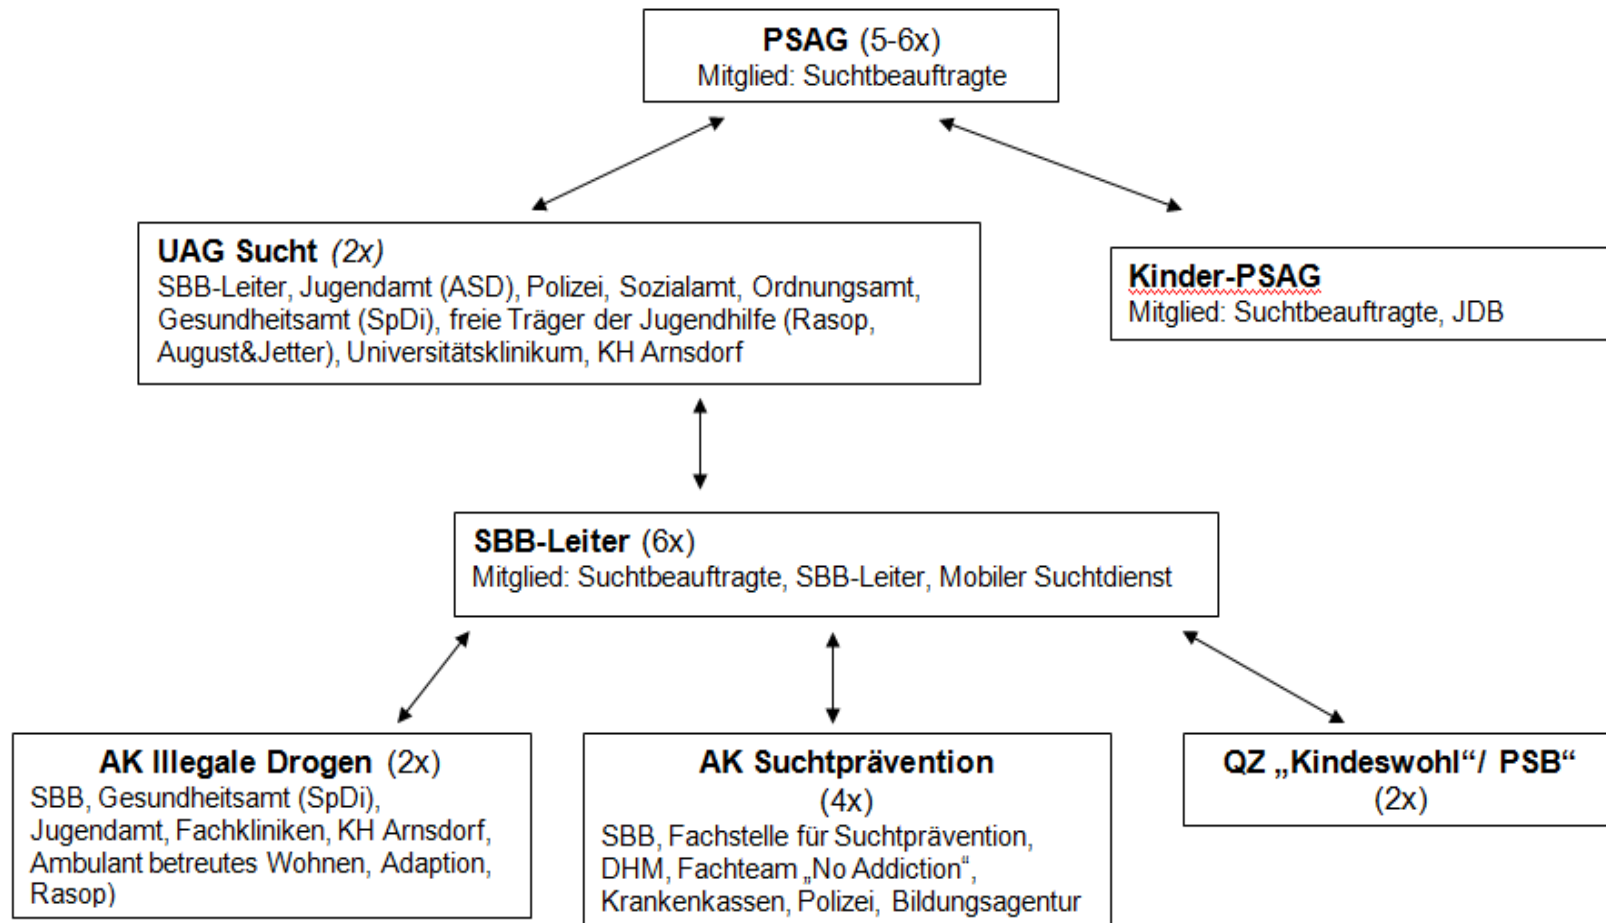 PSAG (5-6x)
Mitglied: Suchtbeauftragte
UAG Sucht (2x)
SBB-Leiter, Jugendamt (ASD), Polizei, Sozialamt, Ordnungsamt,
Gesundheitsamt (SpDi), freie Träger der Jugendhilfe (Rasop,
August&Jetter), Universitätsklinikum, KH Arnsdorf
Kinder-PSAG
Mitglied: Suchtbeauftragte, JDB
SBB-Leiter (6x)
Mitglied: Suchtbeauftragte, SBB-Leiter, Mobiler Suchtdienst
AK Illegale Drogen (2x)
SBB, Gesundheitsamt (SpDi),
Jugendamt, Fachkliniken, KH Arnsdorf,
Ambulant betreutes Wohnen, Adaption,
Rasop)
AK Suchtprävention
(4x)
SBB, Fachstelle für Suchtprävention,
DHM, Fachteam „No Addiction“,
Krankenkassen, Polizei, Bildungsagentur
QZ „Kindeswohl“/ PSB“
(2x)